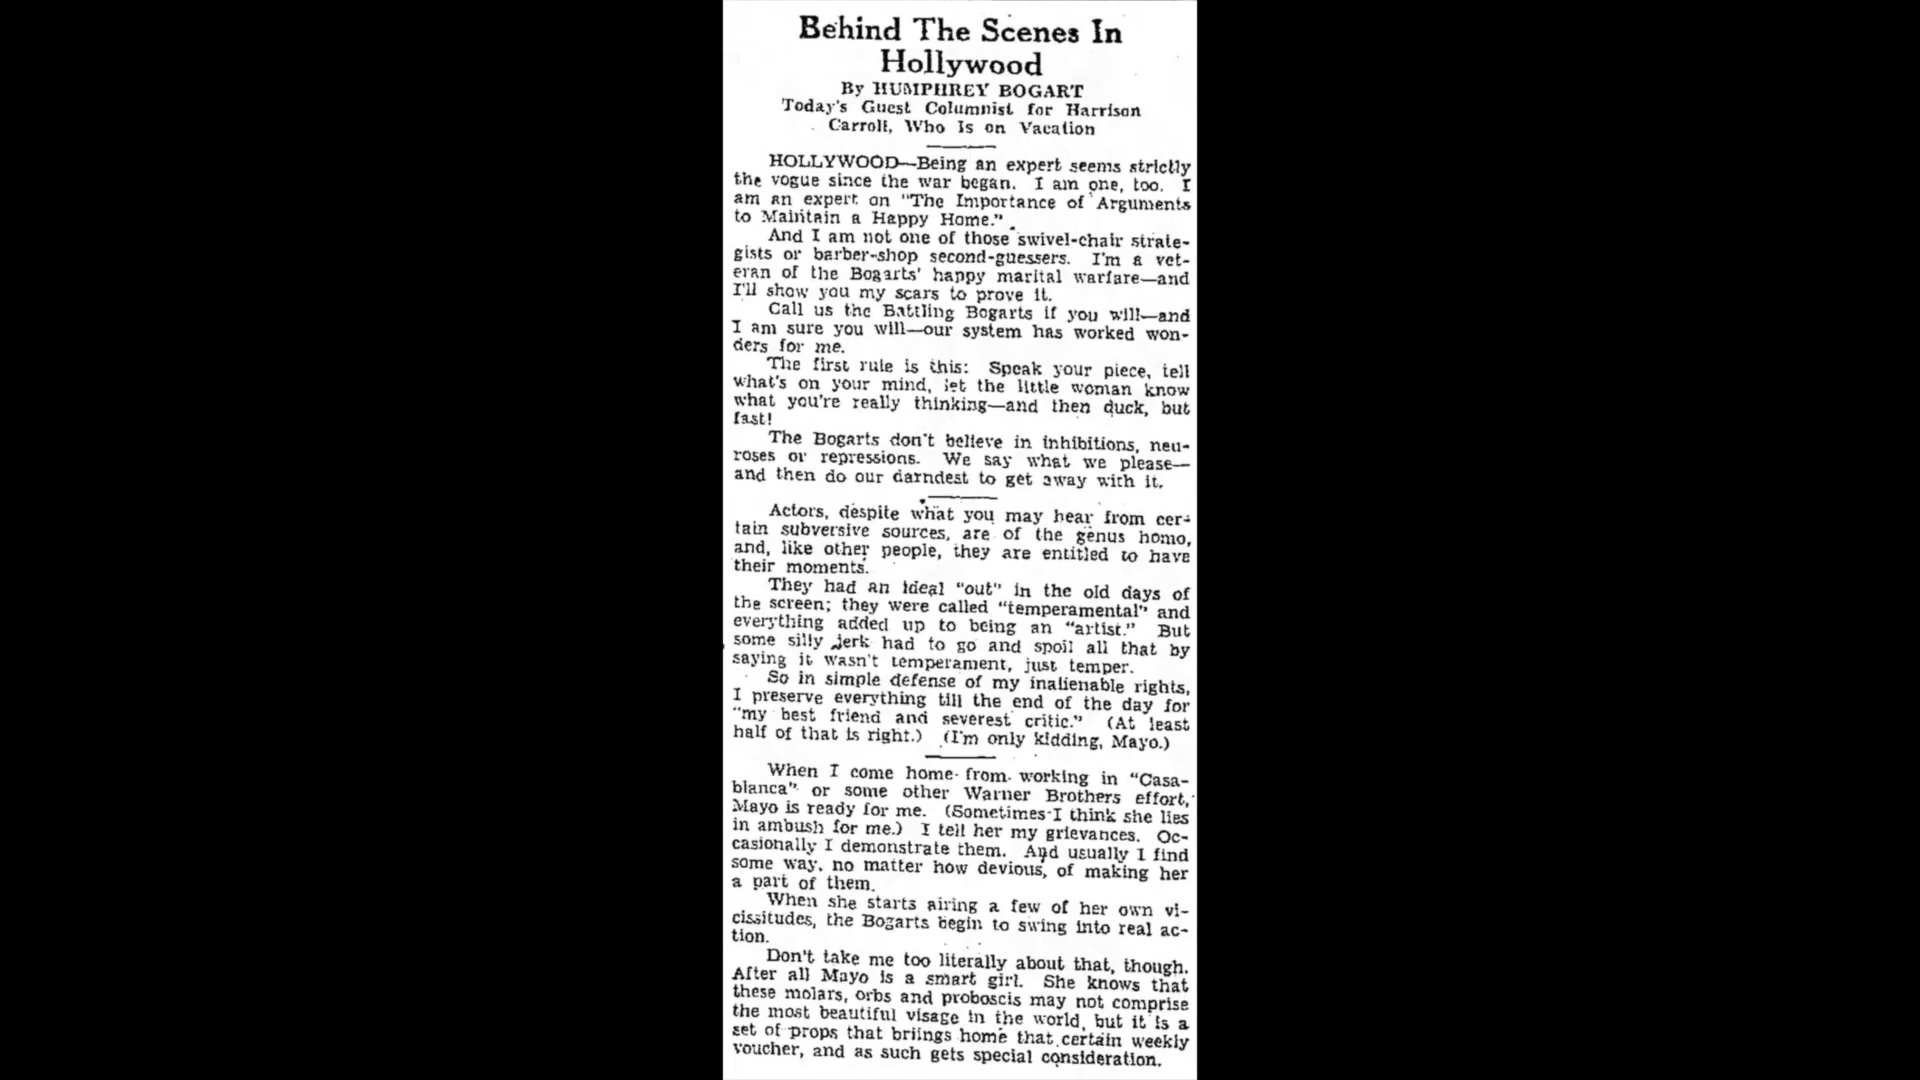 Behind The Scenes In
Hollywood
By HUMPHREY BOGART
Today's Guest Columnist for Harrison
Carroll, Who Is on Vacation
HOLLYWOOD—Being an expert seems strictly
the vogue since the war began. I am one, too. I
am an expert on "The Importance of Arguments
to Maintain a Happy Home."
And I am not one of those swivel-chair strate-
gists or barber-shop second-guessers. I'm a vet-
eran of the Bogarts' happy marital warfare—and
I'll show you my scars to prove it.
Call us the Battling Bogarts if you will—and
I am sure you will—our system has worked won-
ders for me.
The first rule is this: Speak your piece, tell
what's on your mind, let the little woman know
what you're really thinking—and then duck, but
fast!
The Bogarts don't believe in inhibitions, neu-
roses or repressions. We say what we please—
and then do our darndest to get away with it.
Actors, despite what you may hear from cer-
tain subversive sources, are of the genus homo,
and, like other people, they are entitled to have
their moments.
They had an ideal "out" in the old days of
the screen; they were called "temperamental" and
everything added up to being an "artist." But
some silly jerk had to go and spoil all that by
saying it wasn't temperament, just temper.
So in simple defense of my inalienable rights,
I preserve everything till the end of the day for
"my best friend and severest critic." (At least
half of that is right.) (I'm only kidding, Mayo.)
When I come home from working in "Casa-
blanca" or some other Warner Brothers effort,
Mayo is ready for me. (Sometimes I think she lies
in ambush for me.) I tell her my grievances. Oc-
casionally I demonstrate them. And usually I find
some way, no matter how devious, of making her
a part of them.
When she starts airing a few of her own vi-
cissitudes, the Bogarts begin to swing into real ac-
tion.
Don't take me too literally about that, though.
After all Mayo is a smart girl. She knows that
these molars, orbs and proboscis may not comprise
the most beautiful visage in the world, but it is a
set of props that briings home that certain weekly
voucher, and as such gets special consideration.